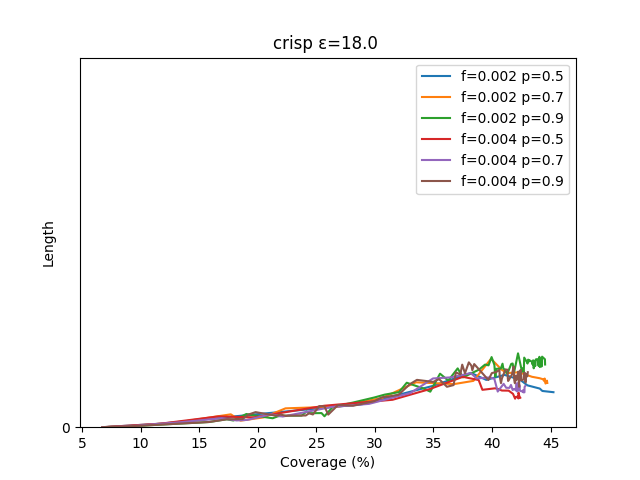 crisp ε=18.0
f=0.002 p=0.5
f=0.002 p=0.7
f=0.002 p=0.9
f=0.004 p=0.5
f=0.004 p=0.7
f=0.004 p=0.9
Length
0
5 10 15 20 25 30 35 40 45
Coverage (%)